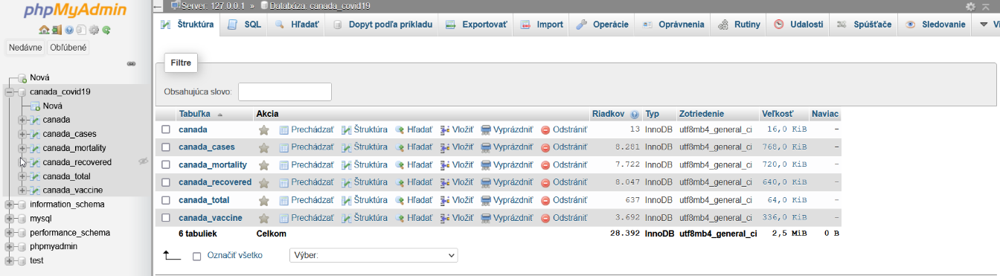 phpMyAdmin
Nedávne Obľúbené
Nová
canada_covid19
Nová
canada
canada_cases
canada_mortality
canada_recovered
canada_total
canada_vaccine
information_schema
mysql
performance_schema
phpmyadmin
test
Server: 127.0.0.1 » Databáza: canada_covid19
Štruktúra SQL Hľadať Dopyt podľa príkladu Exportovať Import Operácie Oprávnenia Rutiny Udalosti Spúšťače Sledovanie
Filtre
Obsahujúca slovo:
Tabuľka Akcia Riadkov Typ Zotriedenie Veľkosť Naviac
canada Prechádzať Štruktúra Hľadať Vložiť Vyprázdniť Odstrániť 13 InnoDB utf8mb4_general_ci 16,0 KiB -
canada_cases Prechádzať Štruktúra Hľadať Vložiť Vyprázdniť Odstrániť 8.281 InnoDB utf8mb4_general_ci 768,0 KiB -
canada_mortality Prechádzať Štruktúra Hľadať Vložiť Vyprázdniť Odstrániť 7.722 InnoDB utf8mb4_general_ci 720,0 KiB -
canada_recovered Prechádzať Štruktúra Hľadať Vložiť Vyprázdniť Odstrániť 8.047 InnoDB utf8mb4_general_ci 640,0 KiB -
canada_total Prechádzať Štruktúra Hľadať Vložiť Vyprázdniť Odstrániť 637 InnoDB utf8mb4_general_ci 64,0 KiB -
canada_vaccine Prechádzať Štruktúra Hľadať Vložiť Vyprázdniť Odstrániť 3.692 InnoDB utf8mb4_general_ci 336,0 KiB -
6 tabuliek Celkom 28.392 InnoDB utf8mb4_general_ci 2,5 MiB 0 B
Označiť všetko Výber: